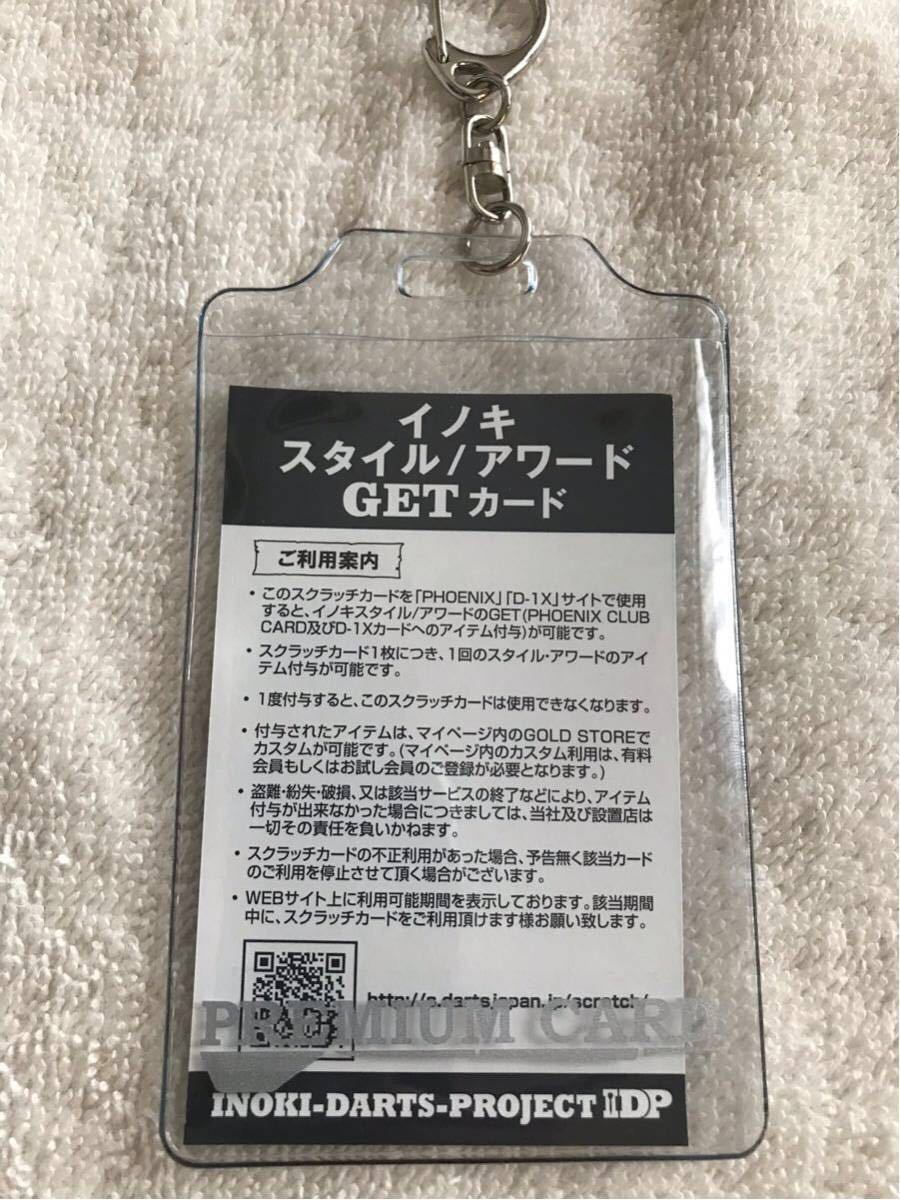 イノキ
スタイル/アワード
GETカード
ご利用案内
・このスクラッチカードを「PHOENIX」「D-1X」サイトで使用
すると、イノキスタイル/アワードのGET(PHOENIX CLUB
CARD及びD-1Xカードへのアイテム付与)が可能です。
・スクラッチカード1枚につき、1回のスタイル・アワードのアイ
テム付与が可能です。
・1度付与すると、このスクラッチカードは使用できなくなります。
・付与されたアイテムは、マイページ内のGOLD STOREで
カスタムが可能です。(マイページ内のカスタム利用は、有料
会員もしくはお試し会員のご登録が必要となります。)
・盗難・紛失・破損、又は該当サービスの終了などにより、アイテム
付与が出来なかった場合につきましては、当社及び設置店は
一切その責任を負いかねます。
・スクラッチカードの不正利用があった場合、予告無く該当カード
のご利用を停止させて頂く場合がございます。
・WEBサイト上に利用可能期間を表示しております。該当期間
中に、スクラッチカードをご利用頂けます様お願い致します。
http://s.dartsjapan.jp/scratch/
PREMIUM CARD
INOKI-DARTS-PROJECT IDP